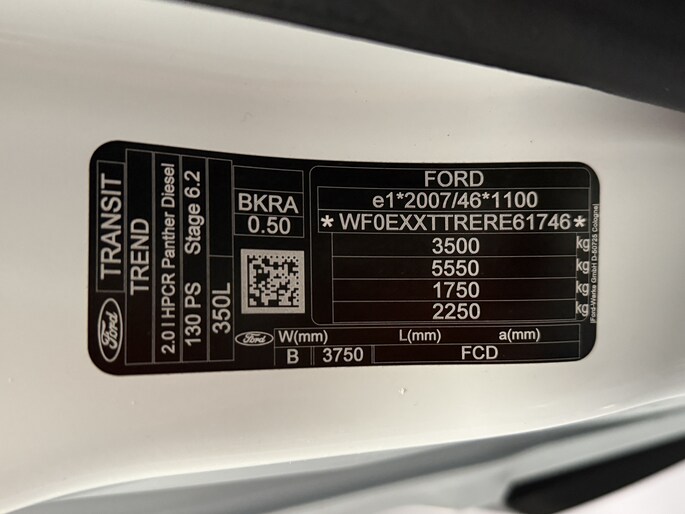 Ford
TRANSIT
TREND
2.0 l HPCR Panther Diesel
130 PS Stage 6.2
350L
BKRA
0.50
FORD
e1*2007/46*1100
*WF0EXXTTRERE61746*
3500 kg
5550 kg
1750 kg
2250 kg
Ford W(mm) L(mm) a(mm)
B 3750 FCD
Ford-Werke GmbH D-50725 Cologne